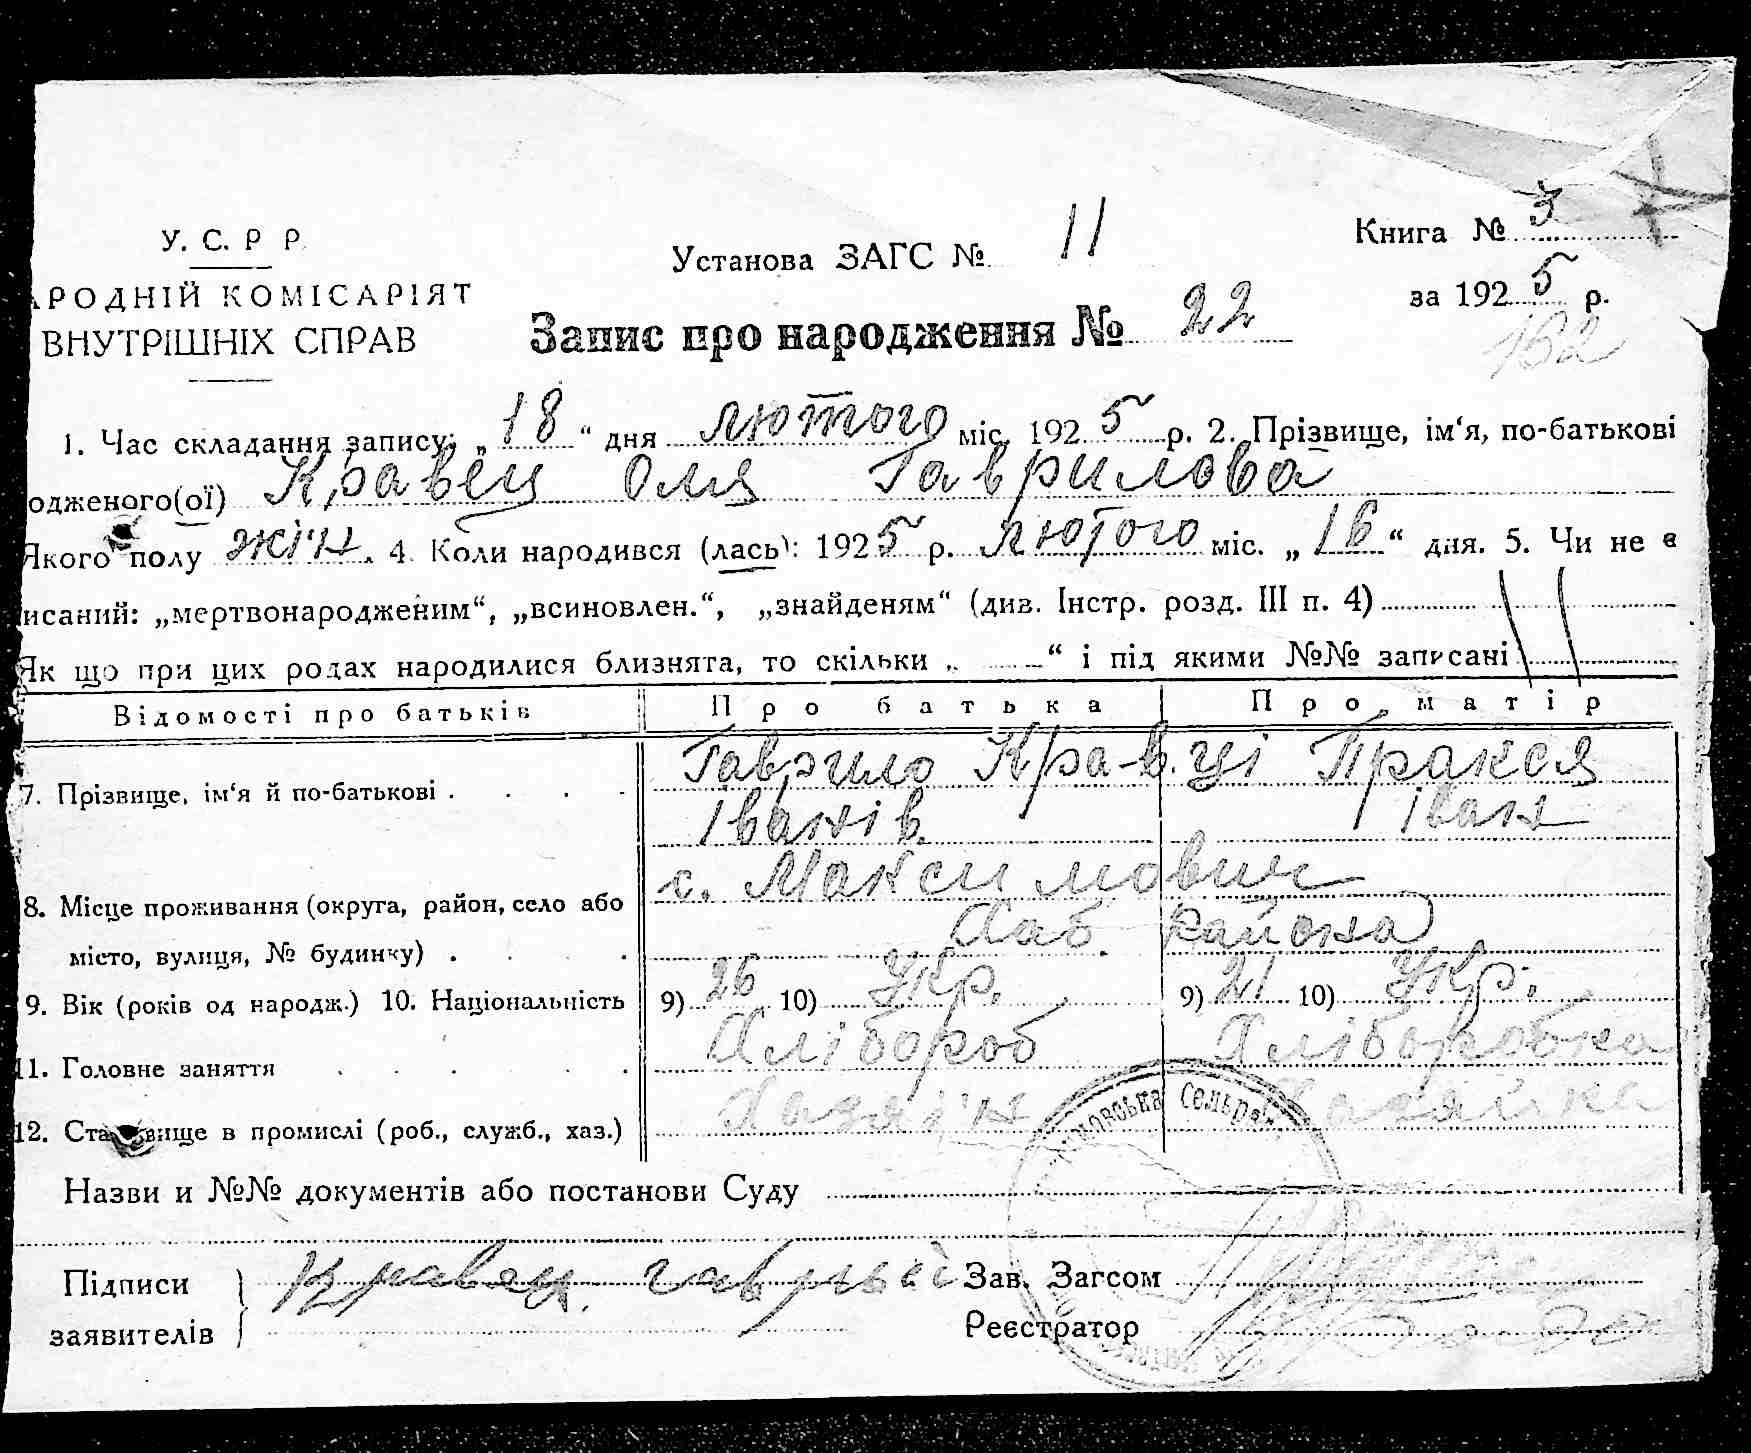 У. С. Р Р.
Установа ЗАГС № 11
Книга № 3
АРОДНІЙ КОМІСАРІЯТ
за 1925 р.
ВНУТРІШНІХ СПРАВ
Запис про народження № 22
162
1. Час складання запису: „18“ дня лютого міс. 1925 р. 2. Прізвище, ім‘я, по-батькові
одженого(ої) Кравец Оля Гаврилова
Якого полу жін. 4. Коли народився (лась): 1925 р. лютого міс. „16“ дня. 5. Чи не є
исаний: „мертвонародженим“, „всиновлен.“, „знайденям“ (див. Інстр. розд. III п. 4)
Як що при цих родах народилися близнята, то скільки „ “ і під якими №№ записані
Відомості про батьків Про батька Про матір
7. Прізвище, ім‘я й по-батькові Гаврило Кравці Пракся
Іванів. Іван
с. Максимович
8. Місце проживання (округа, район, село або
Хаб. района
місто, вулиця, № будинку)
9. Вік (років од народж.) 10. Національність 9) 26 10) Укр. 9) 21 10) Укр.
11. Головне заняття Хлібороб Хліборобка
12. Становище в промислі (роб., служб., хаз.) Хазяїн Хазяйка
Сельрада
Назви и №№ документів або постанови Суду
Підписи Кравец Зав. Загсом
заявителів Реєстратор